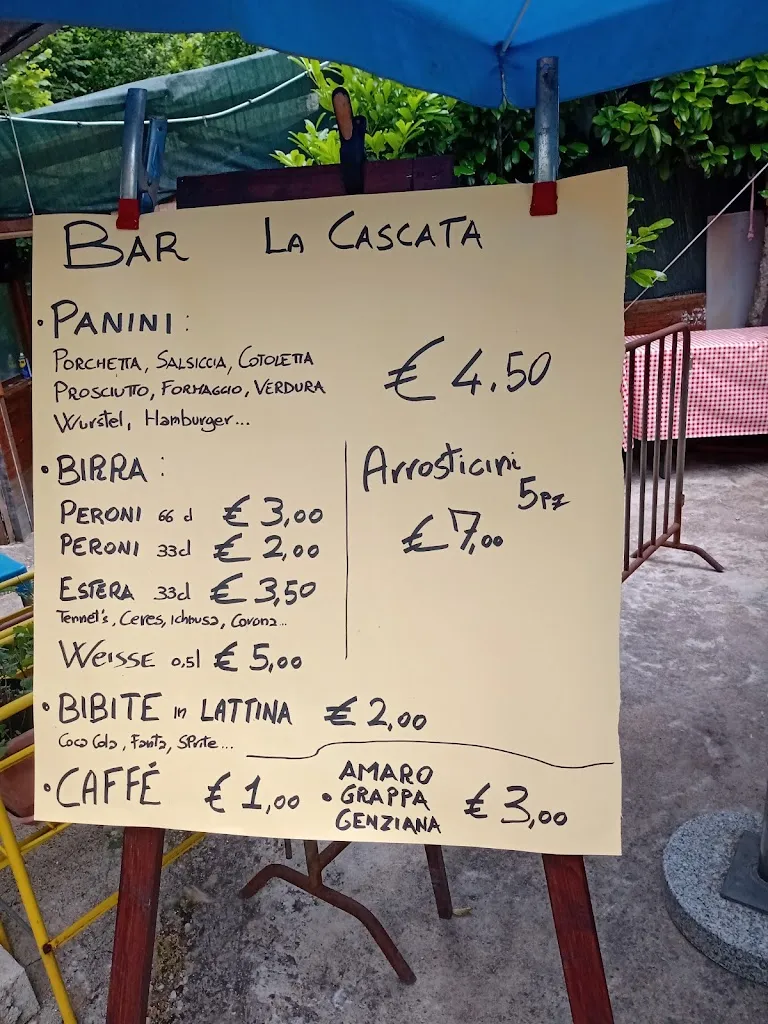 BAR LA CASCATA
• PANINI:
PORCHETTA, SALSICCIA, COTOLETTA
PROSCIUTTO, FORMAGGIO, VERDURA
Wurstel, Hamburger...
€ 4.50
• BIRRA:
PERONI 66 cl € 3,00
PERONI 33cl € 2,00
ESTERA 33cl € 3,50
Tennet's, Ceres, Ichnusa, Corona...
WEISSE 0,5l € 5,00
Arrosticini
5pz
€ 7,00
• BIBITE in LATTINA € 2,00
Coca Cola, Fanta, Sprite...
• CAFFÉ € 1,00
AMARO
• GRAPPA € 3,00
GENZIANA